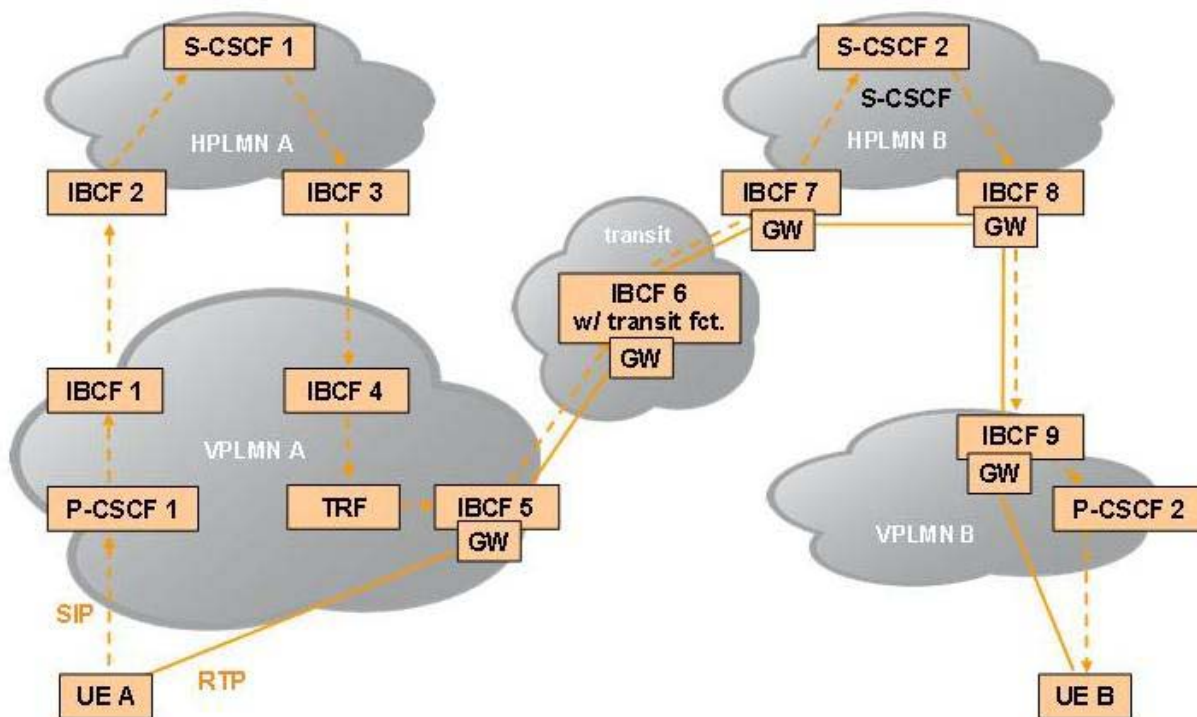 S-CSCF 1
HPLMN A
IBCF 2
IBCF 3
IBCF 1
IBCF 4
VPLMN A
P-CSCF 1
TRF
IBCF 5
GW
SIP
RTP
UE A
transit
IBCF 6
w/ transit fct.
GW
S-CSCF 2
S-CSCF
HPLMN B
IBCF 7
GW
IBCF 8
GW
IBCF 9
GW
P-CSCF 2
VPLMN B
UE B